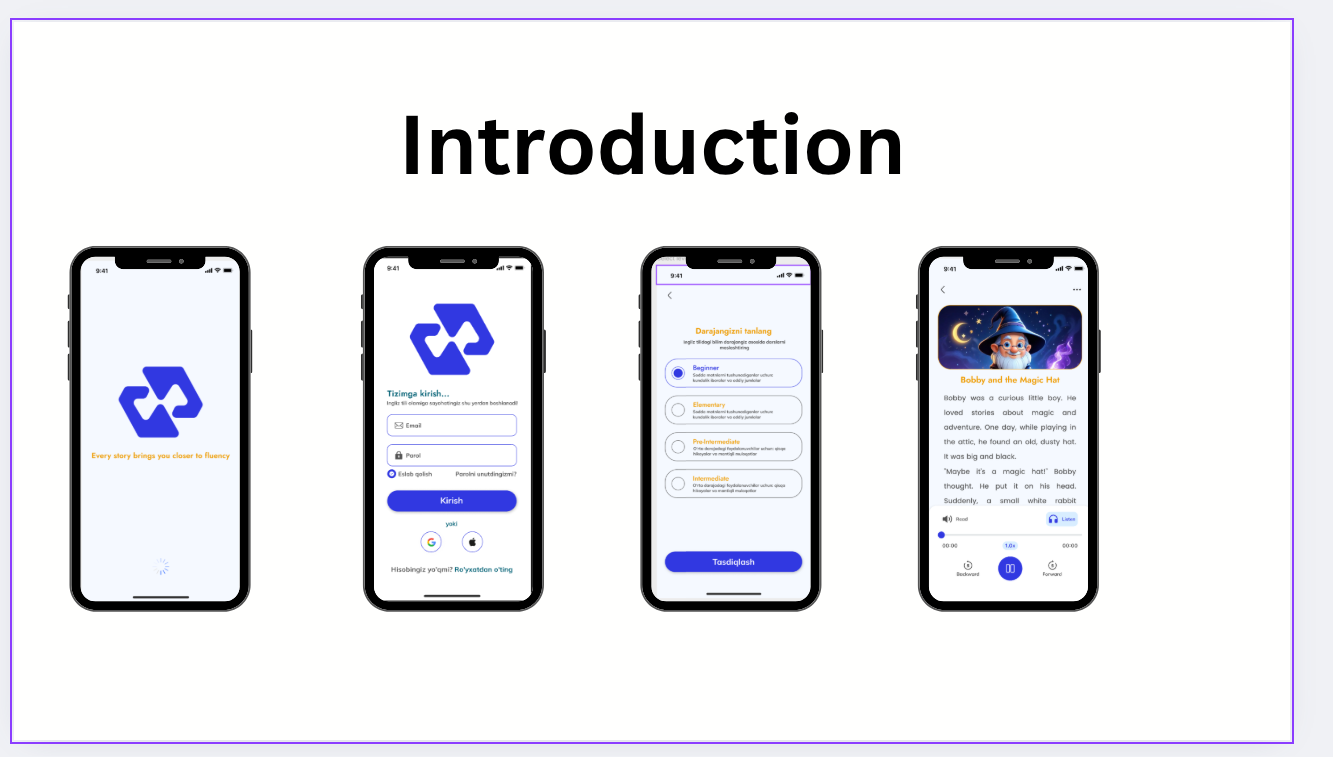 Introduction
9:41
Every story brings you closer to fluency
9:41
Tizimga kirish...
Ingliz tili olamiga sayohatingiz shu yerdan boshlanadi!
Email
Parol
Eslab qolish
Parolni unutdingizmi?
Kirish
yoki
Hisobingiz yo'qmi? Ro'yxatdan o'ting
9:41
Darajangizni tanlang
Ingliz tilidagi bilim darajangiz asosida darslarni
moslashtiring
Beginner
Sodda matnlarni tushunadiganlar uchun:
kundalik iboralar va oddiy jumlalar
Elementary
Sodda matnlarni tushunadiganlar uchun:
kundalik iboralar va oddiy jumlalar
Pre-Intermediate
O'rta darajadagi foydalanuvchilar uchun: qisqa
hikoyalar va mantiqli muloqotlar
Intermediate
O'rta darajadagi foydalanuvchilar uchun: qisqa
hikoyalar va mantiqli muloqotlar
Tasdiqlash
9:41
Bobby and the Magic Hat
Bobby was a curious little boy. He
loved stories about magic and
adventure. One day, while playing in
the attic, he found an old, dusty hat.
It was big and black.
"Maybe it's a magic hat!" Bobby
thought. He put it on his head.
Suddenly, a small white rabbit
Read
Listen
00:00
1.0x
00:00
Backward
Forward